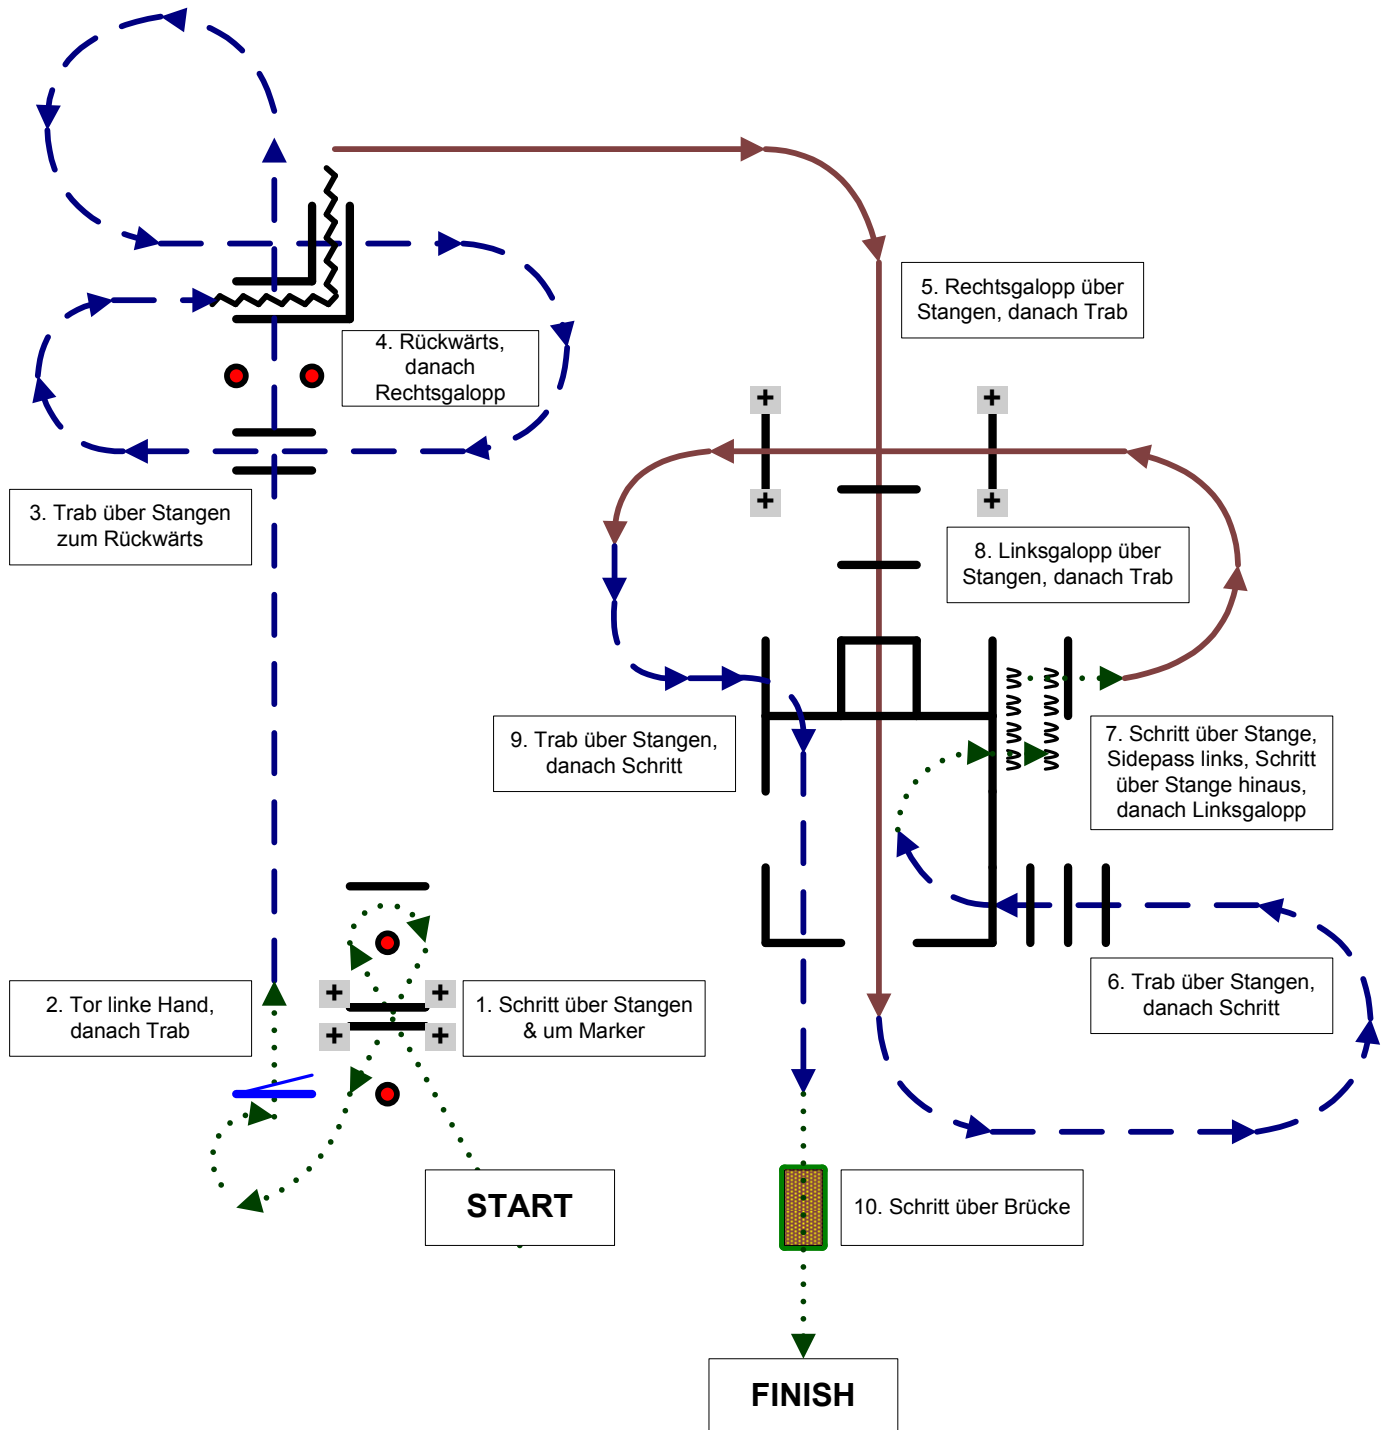 5. Rechtsgalopp über
Stangen, danach Trab
4. Rückwärts,
danach
Rechtsgalopp
3. Trab über Stangen
zum Rückwärts
8. Linksgalopp über
Stangen, danach Trab
9. Trab über Stangen,
danach Schritt
7. Schritt über Stange,
Sidepass links, Schritt
über Stange hinaus,
danach Linksgalopp
2. Tor linke Hand,
danach Trab
1. Schritt über Stangen
& um Marker
6. Trab über Stangen,
danach Schritt
START
10. Schritt über Brücke
FINISH